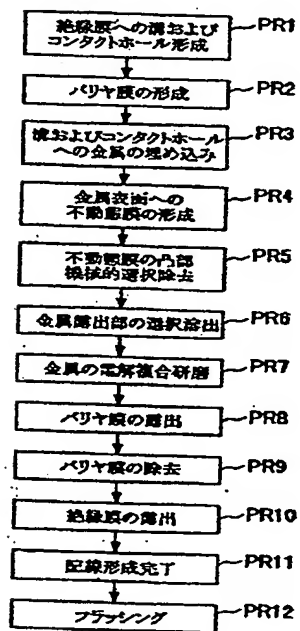 絶縁膜への溝および
コンタクトホール形成
PR1
バリヤ膜の形成
PR2
溝およびコンタクトホール
への金属の埋め込み
PR3
金属表面への
不動態膜の形成
PR4
不動態膜の凸部
機械的選択除去
PR5
金属露出部の選択溶出
PR6
金属の電解複合研磨
PR7
バリヤ膜の露出
PR8
バリヤ膜の除去
PR9
絶縁膜の露出
PR10
配線形成完了
PR11
フラッシング
PR12